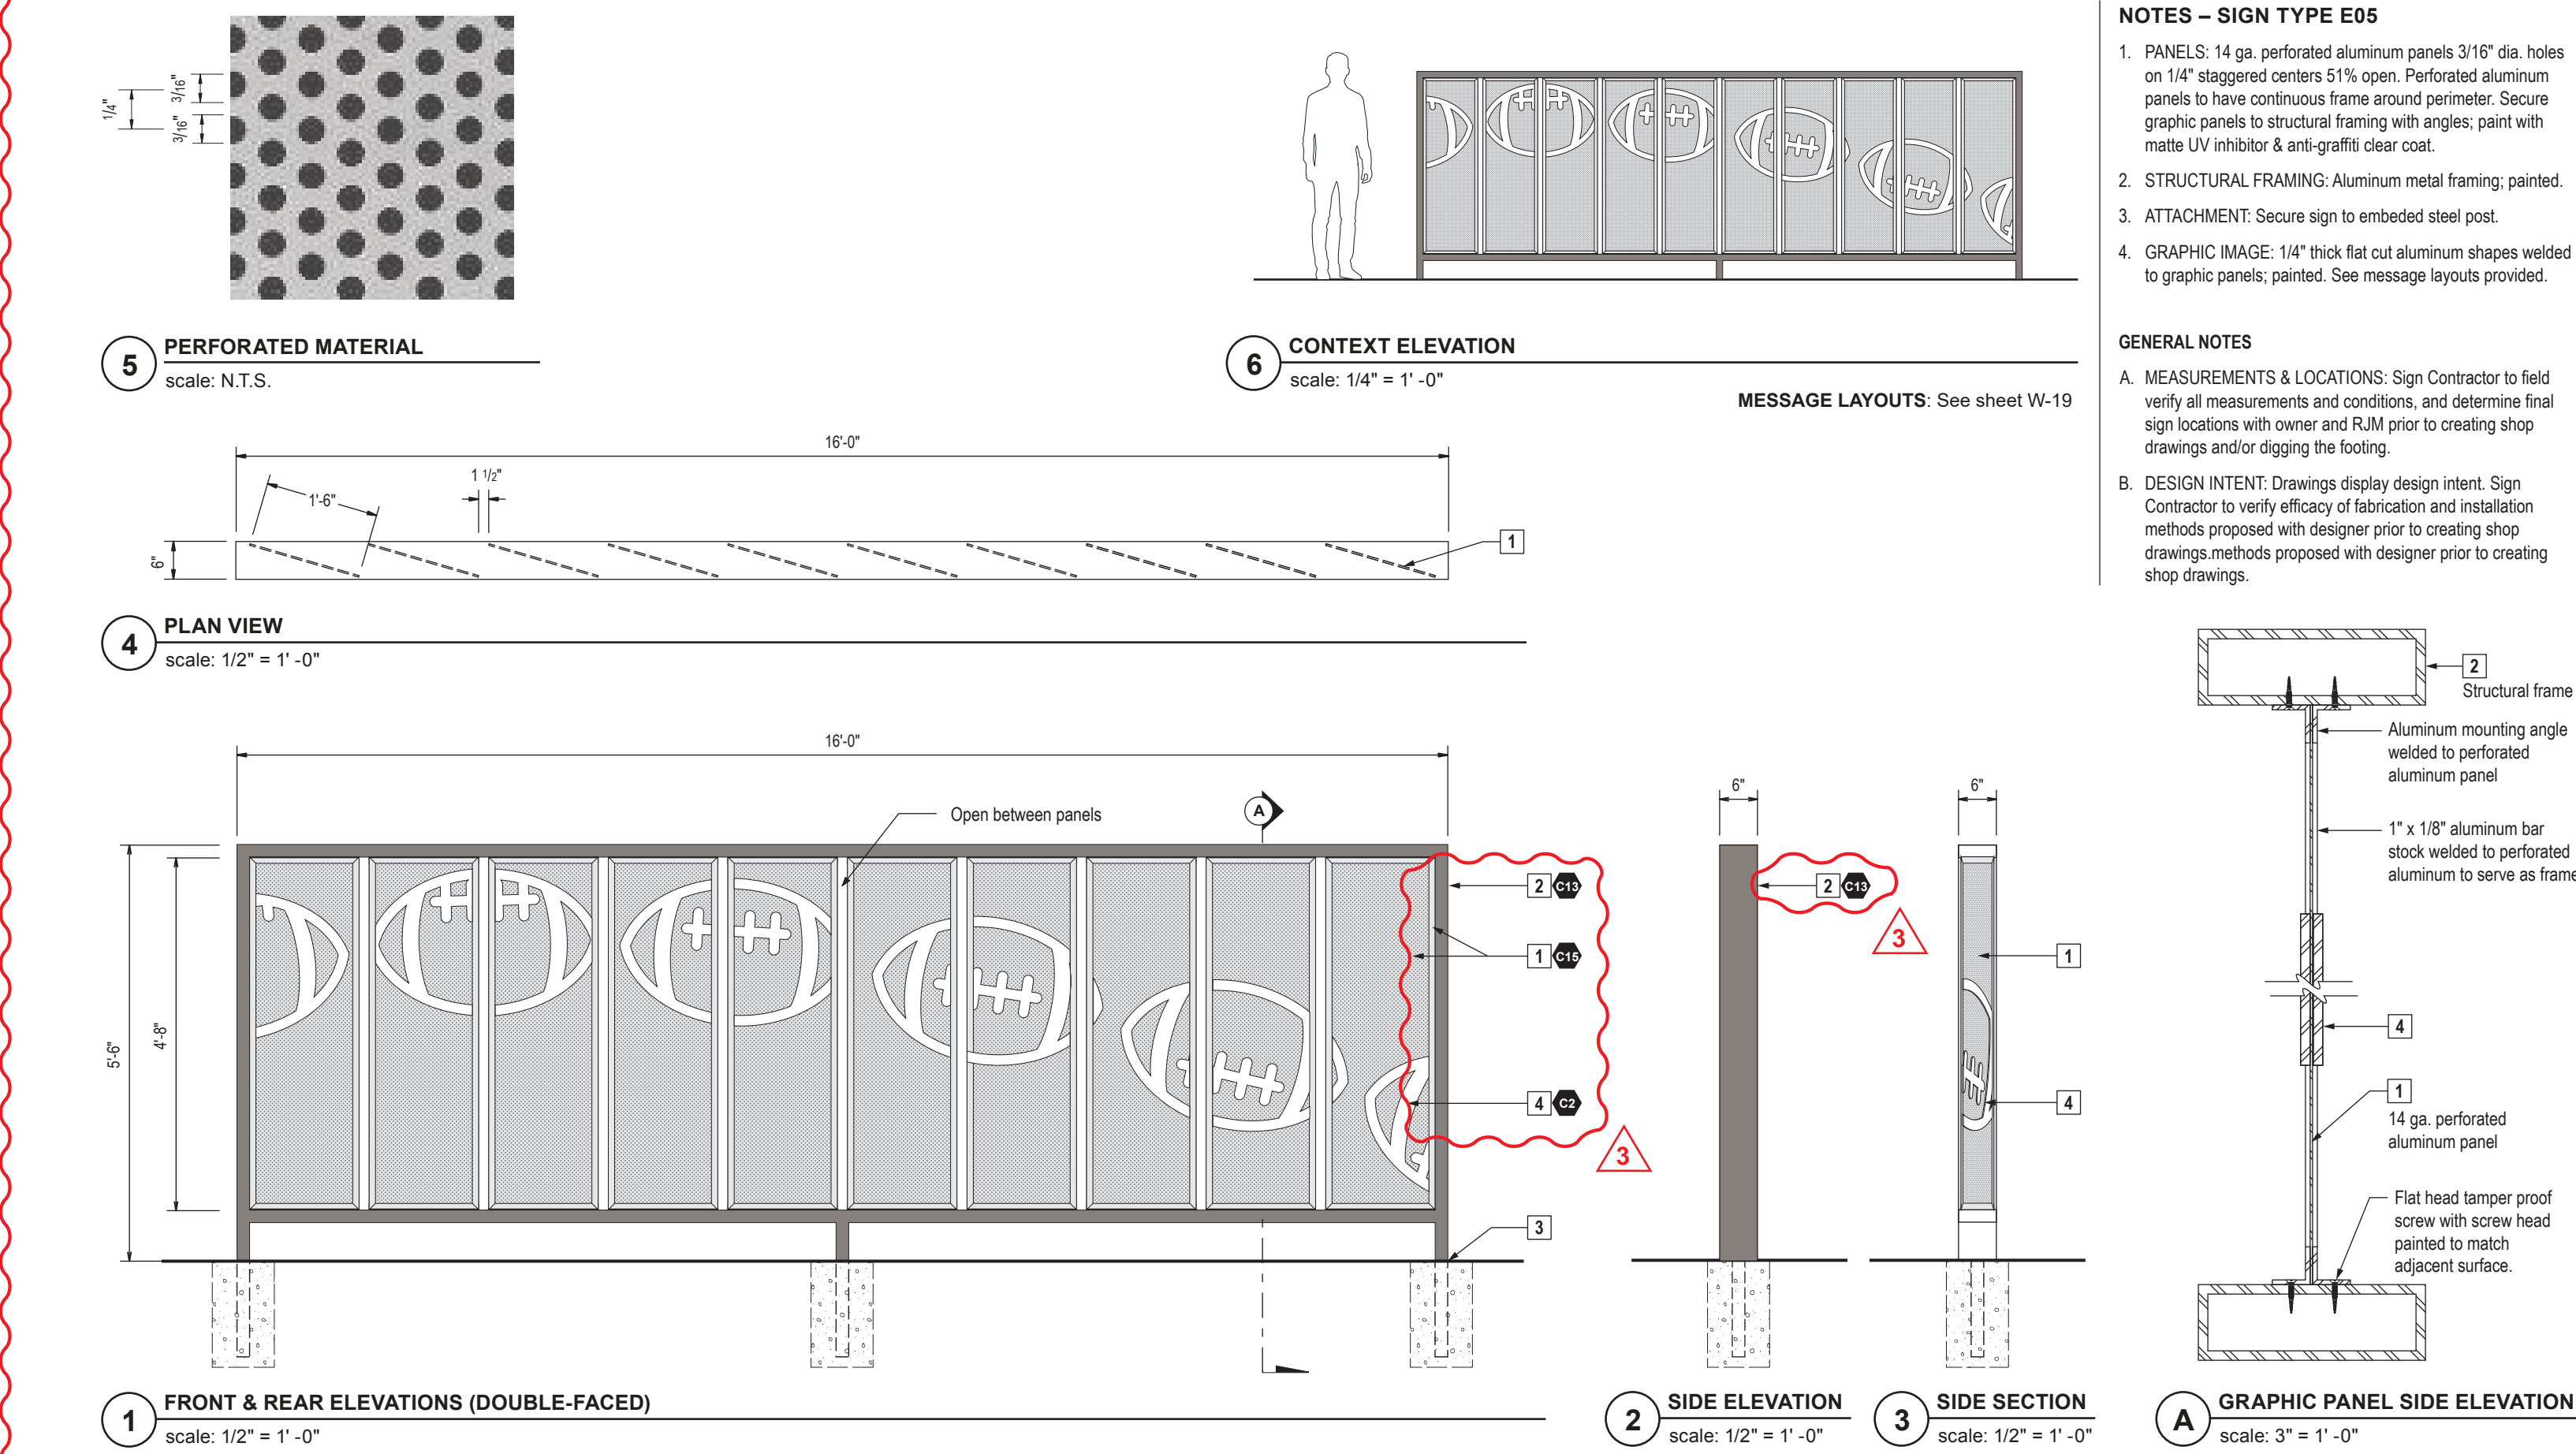 1/4"
3/16"
3/16"
5
PERFORATED MATERIAL
scale: N.T.S.
6
CONTEXT ELEVATION
scale: 1/4" = 1' -0"
MESSAGE LAYOUTS: See sheet W-19
NOTES – SIGN TYPE E05
1. PANELS: 14 ga. perforated aluminum panels 3/16" dia. holes
on 1/4" staggered centers 51% open. Perforated aluminum
panels to have continuous frame around perimeter. Secure
graphic panels to structural framing with angles; paint with
matte UV inhibitor & anti-graffiti clear coat.
2. STRUCTURAL FRAMING: Aluminum metal framing; painted.
3. ATTACHMENT: Secure sign to embeded steel post.
4. GRAPHIC IMAGE: 1/4" thick flat cut aluminum shapes welded
to graphic panels; painted. See message layouts provided.
GENERAL NOTES
A. MEASUREMENTS & LOCATIONS: Sign Contractor to field
verify all measurements and conditions, and determine final
sign locations with owner and RJM prior to creating shop
drawings and/or digging the footing.
B. DESIGN INTENT: Drawings display design intent. Sign
Contractor to verify efficacy of fabrication and installation
methods proposed with designer prior to creating shop
drawings.methods proposed with designer prior to creating
shop drawings.
16'-0"
1'-6"
1 1/2"
6"
1
4
PLAN VIEW
scale: 1/2" = 1' -0"
16'-0"
Open between panels
A
5'-6"
4'-8"
2 C13
1 C15
4 C2
3
3
1
FRONT & REAR ELEVATIONS (DOUBLE-FACED)
scale: 1/2" = 1' -0"
6"
2 C13
3
2
SIDE ELEVATION
scale: 1/2" = 1' -0"
6"
1
4
3
SIDE SECTION
scale: 1/2" = 1' -0"
2
Structural frame
Aluminum mounting angle
welded to perforated
aluminum panel
1" x 1/8" aluminum bar
stock welded to perforated
aluminum to serve as frame
4
1
14 ga. perforated
aluminum panel
Flat head tamper proof
screw with screw head
painted to match
adjacent surface.
A
GRAPHIC PANEL SIDE ELEVATION
scale: 3" = 1' -0"